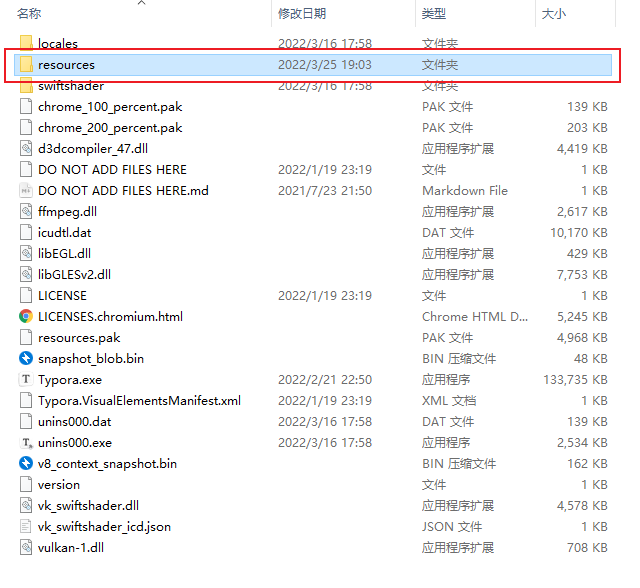 名称 修改日期 类型 大小
locales 2022/3/16 17:58 文件夹
resources 2022/3/25 19:03 文件夹
swiftshader 2022/3/16 17:58 文件夹
chrome_100_percent.pak PAK 文件 139 KB
chrome_200_percent.pak PAK 文件 203 KB
d3dcompiler_47.dll 应用程序扩展 4,419 KB
DO NOT ADD FILES HERE 2022/1/19 23:19 文件 1 KB
DO NOT ADD FILES HERE.md 2021/7/23 21:50 Markdown File 1 KB
ffmpeg.dll 应用程序扩展 2,617 KB
icudtl.dat DAT 文件 10,170 KB
libEGL.dll 应用程序扩展 429 KB
libGLESv2.dll 应用程序扩展 7,753 KB
LICENSE 2022/1/19 23:19 文件 1 KB
LICENSES.chromium.html Chrome HTML D... 5,245 KB
resources.pak PAK 文件 4,968 KB
snapshot_blob.bin BIN 压缩文件 48 KB
Typora.exe 2022/2/21 22:50 应用程序 133,735 KB
Typora.VisualElementsManifest.xml 2022/1/19 23:19 XML 文档 1 KB
unins000.dat 2022/3/16 17:58 DAT 文件 139 KB
unins000.exe 2022/3/16 17:58 应用程序 2,534 KB
v8_context_snapshot.bin BIN 压缩文件 162 KB
version 文件 1 KB
vk_swiftshader.dll 应用程序扩展 4,578 KB
vk_swiftshader_icd.json JSON 文件 1 KB
vulkan-1.dll 应用程序扩展 708 KB